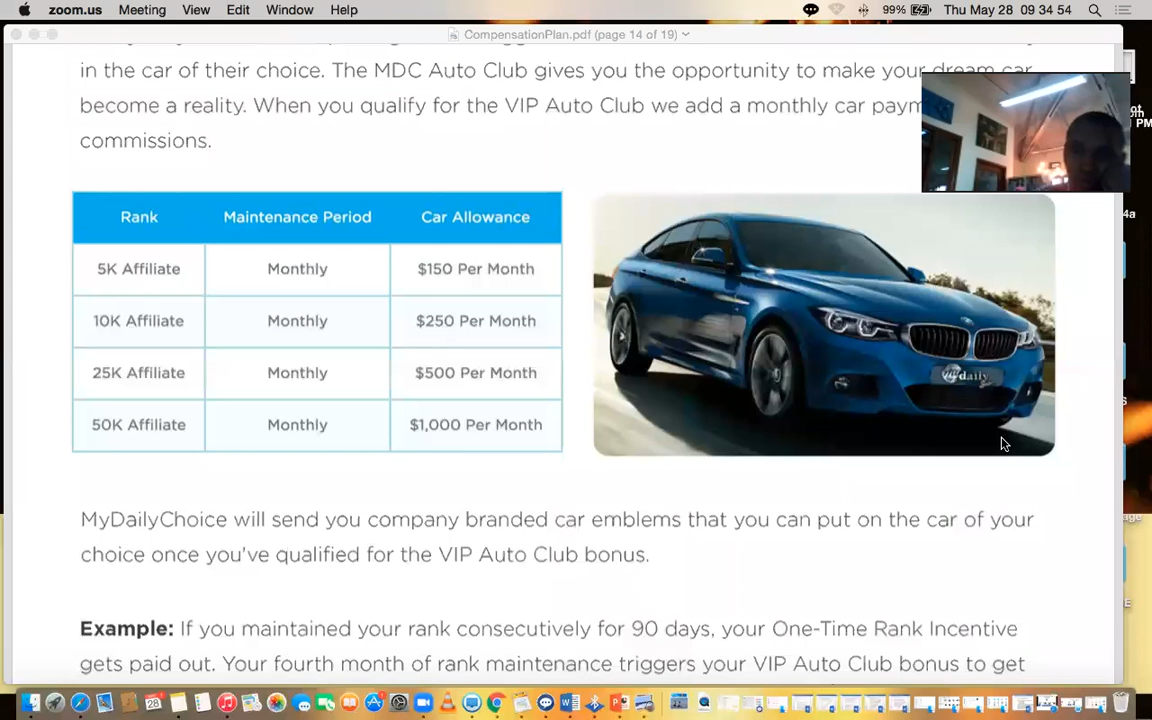 zoom.us Meeting View Edit Window Help 99% Thu May 28 09 34 54
CompensationPlan.pdf (page 14 of 19)
in the car of their choice. The MDC Auto Club gives you the opportunity to make your dream car
become a reality. When you qualify for the VIP Auto Club we add a monthly car paym
commissions.
Rank Maintenance Period Car Allowance
5K Affiliate Monthly $150 Per Month
10K Affiliate Monthly $250 Per Month
25K Affiliate Monthly $500 Per Month
50K Affiliate Monthly $1,000 Per Month
mydaily
MyDailyChoice will send you company branded car emblems that you can put on the car of your
choice once you've qualified for the VIP Auto Club bonus.
Example: If you maintained your rank consecutively for 90 days, your One-Time Rank Incentive
gets paid out. Your fourth month of rank maintenance triggers your VIP Auto Club bonus to get
PM
4a
28